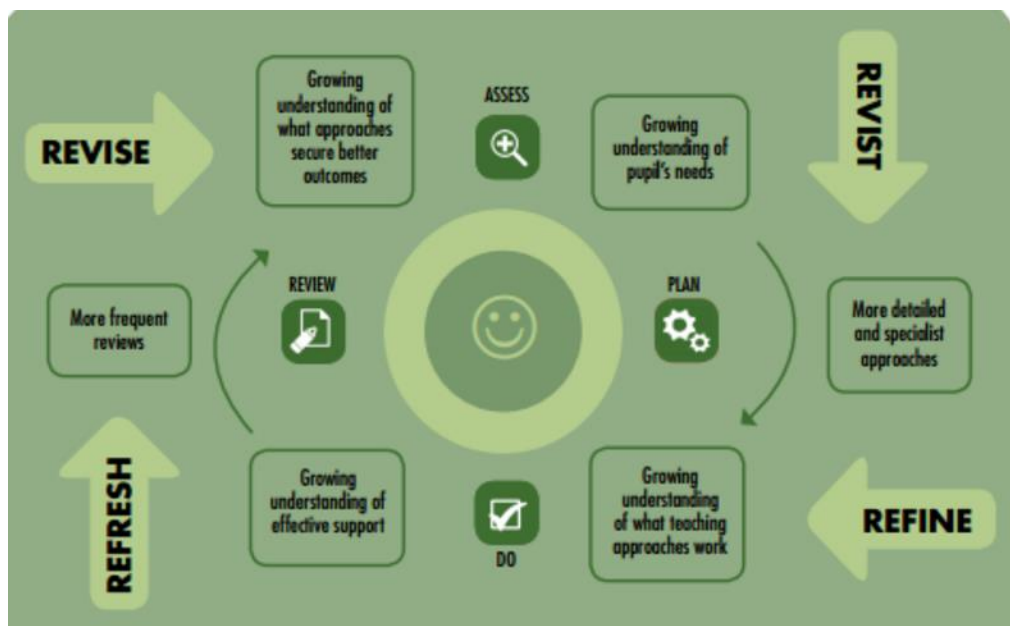 REVISE
Growing
understanding of
what approaches
secure better
outcomes
ASSESS
Growing
understanding of
pupil's needs
REVIST
More frequent
reviews
REVIEW
PLAN
More detailed
and specialist
approaches
REFRESH
Growing
understanding of
effective support
DO
Growing
understanding
of what teaching
approaches work
REFINE